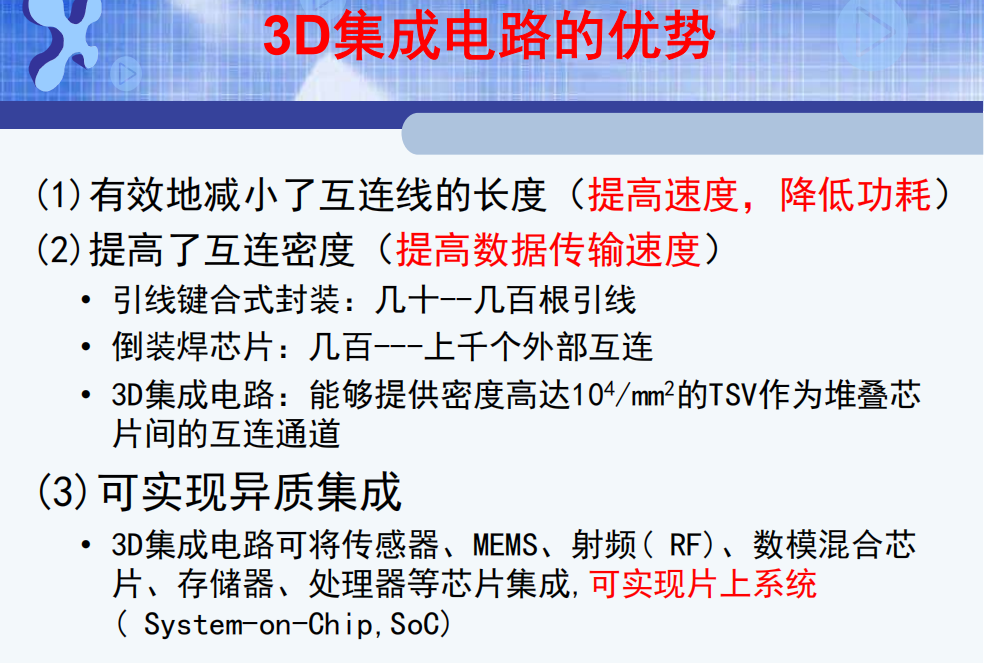 3D集成电路的优势
(1)有效地减小了互连线的长度（提高速度，降低功耗）
(2)提高了互连密度（提高数据传输速度）
• 引线键合式封装：几十--几百根引线
• 倒装焊芯片：几百---上千个外部互连
• 3D集成电路：能够提供密度高达10⁴/mm²的TSV作为堆叠芯
片间的互连通道
(3)可实现异质集成
• 3D集成电路可将传感器、MEMS、射频( RF)、数模混合芯
片、存储器、处理器等芯片集成,可实现片上系统
( System-on-Chip,SoC)